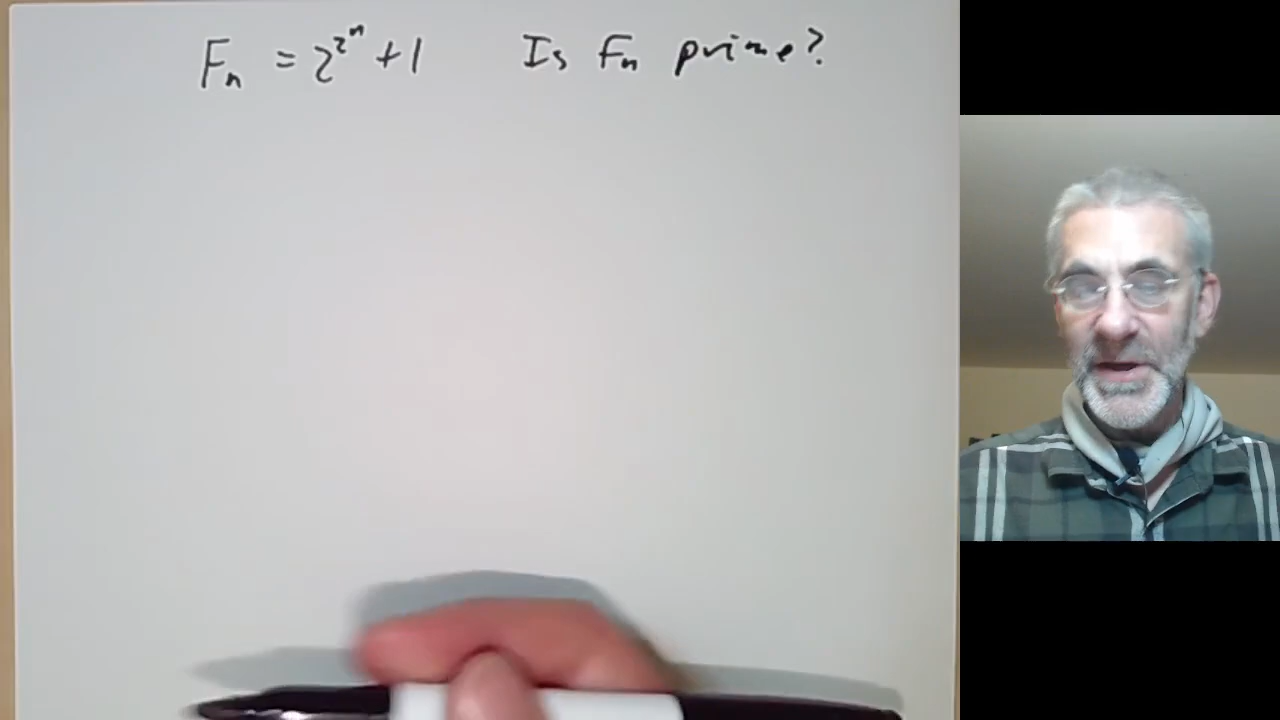 Fₙ = 2^{2^n} + 1 Is Fₙ prime?